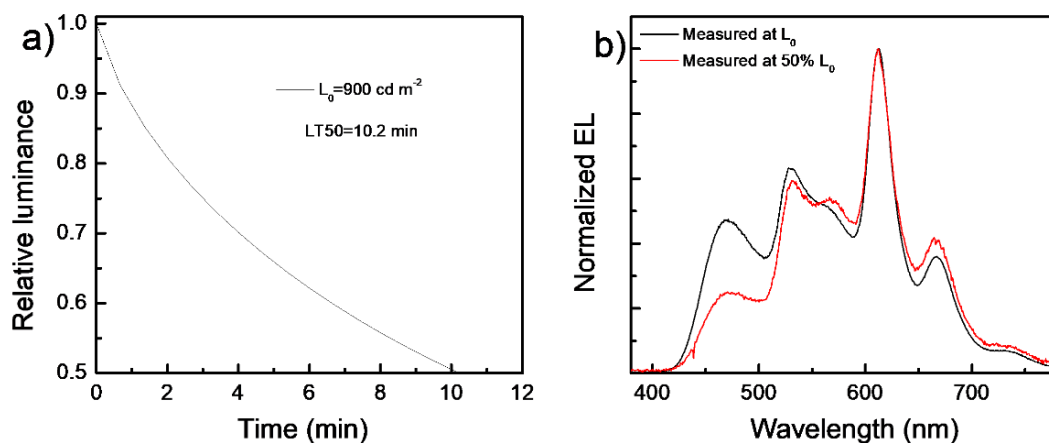 a)
1.0
0.9
0.8
0.7
0.6
0.5
Relative luminance
L₀=900 cd m⁻²
LT50=10.2 min
0 2 4 6 8 10 12
Time (min)
b)
Measured at L₀
Measured at 50% L₀
Normalized EL
400 500 600 700
Wavelength (nm)